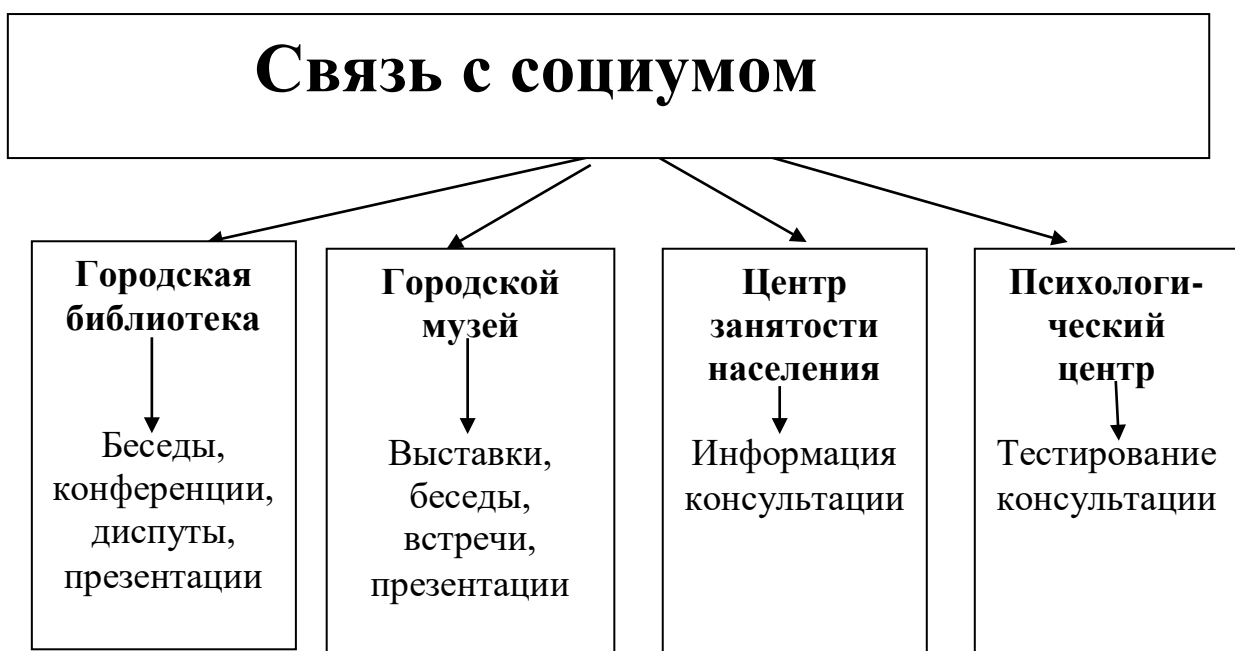 Связь с социумом
Городская
библиотека
Беседы,
конференции,
диспуты,
презентации
Городской
музей
Выставки,
беседы,
встречи,
презентации
Центр
занятости
населения
Информация
консультации
Психологи-
ческий
центр
Тестирование
консультации